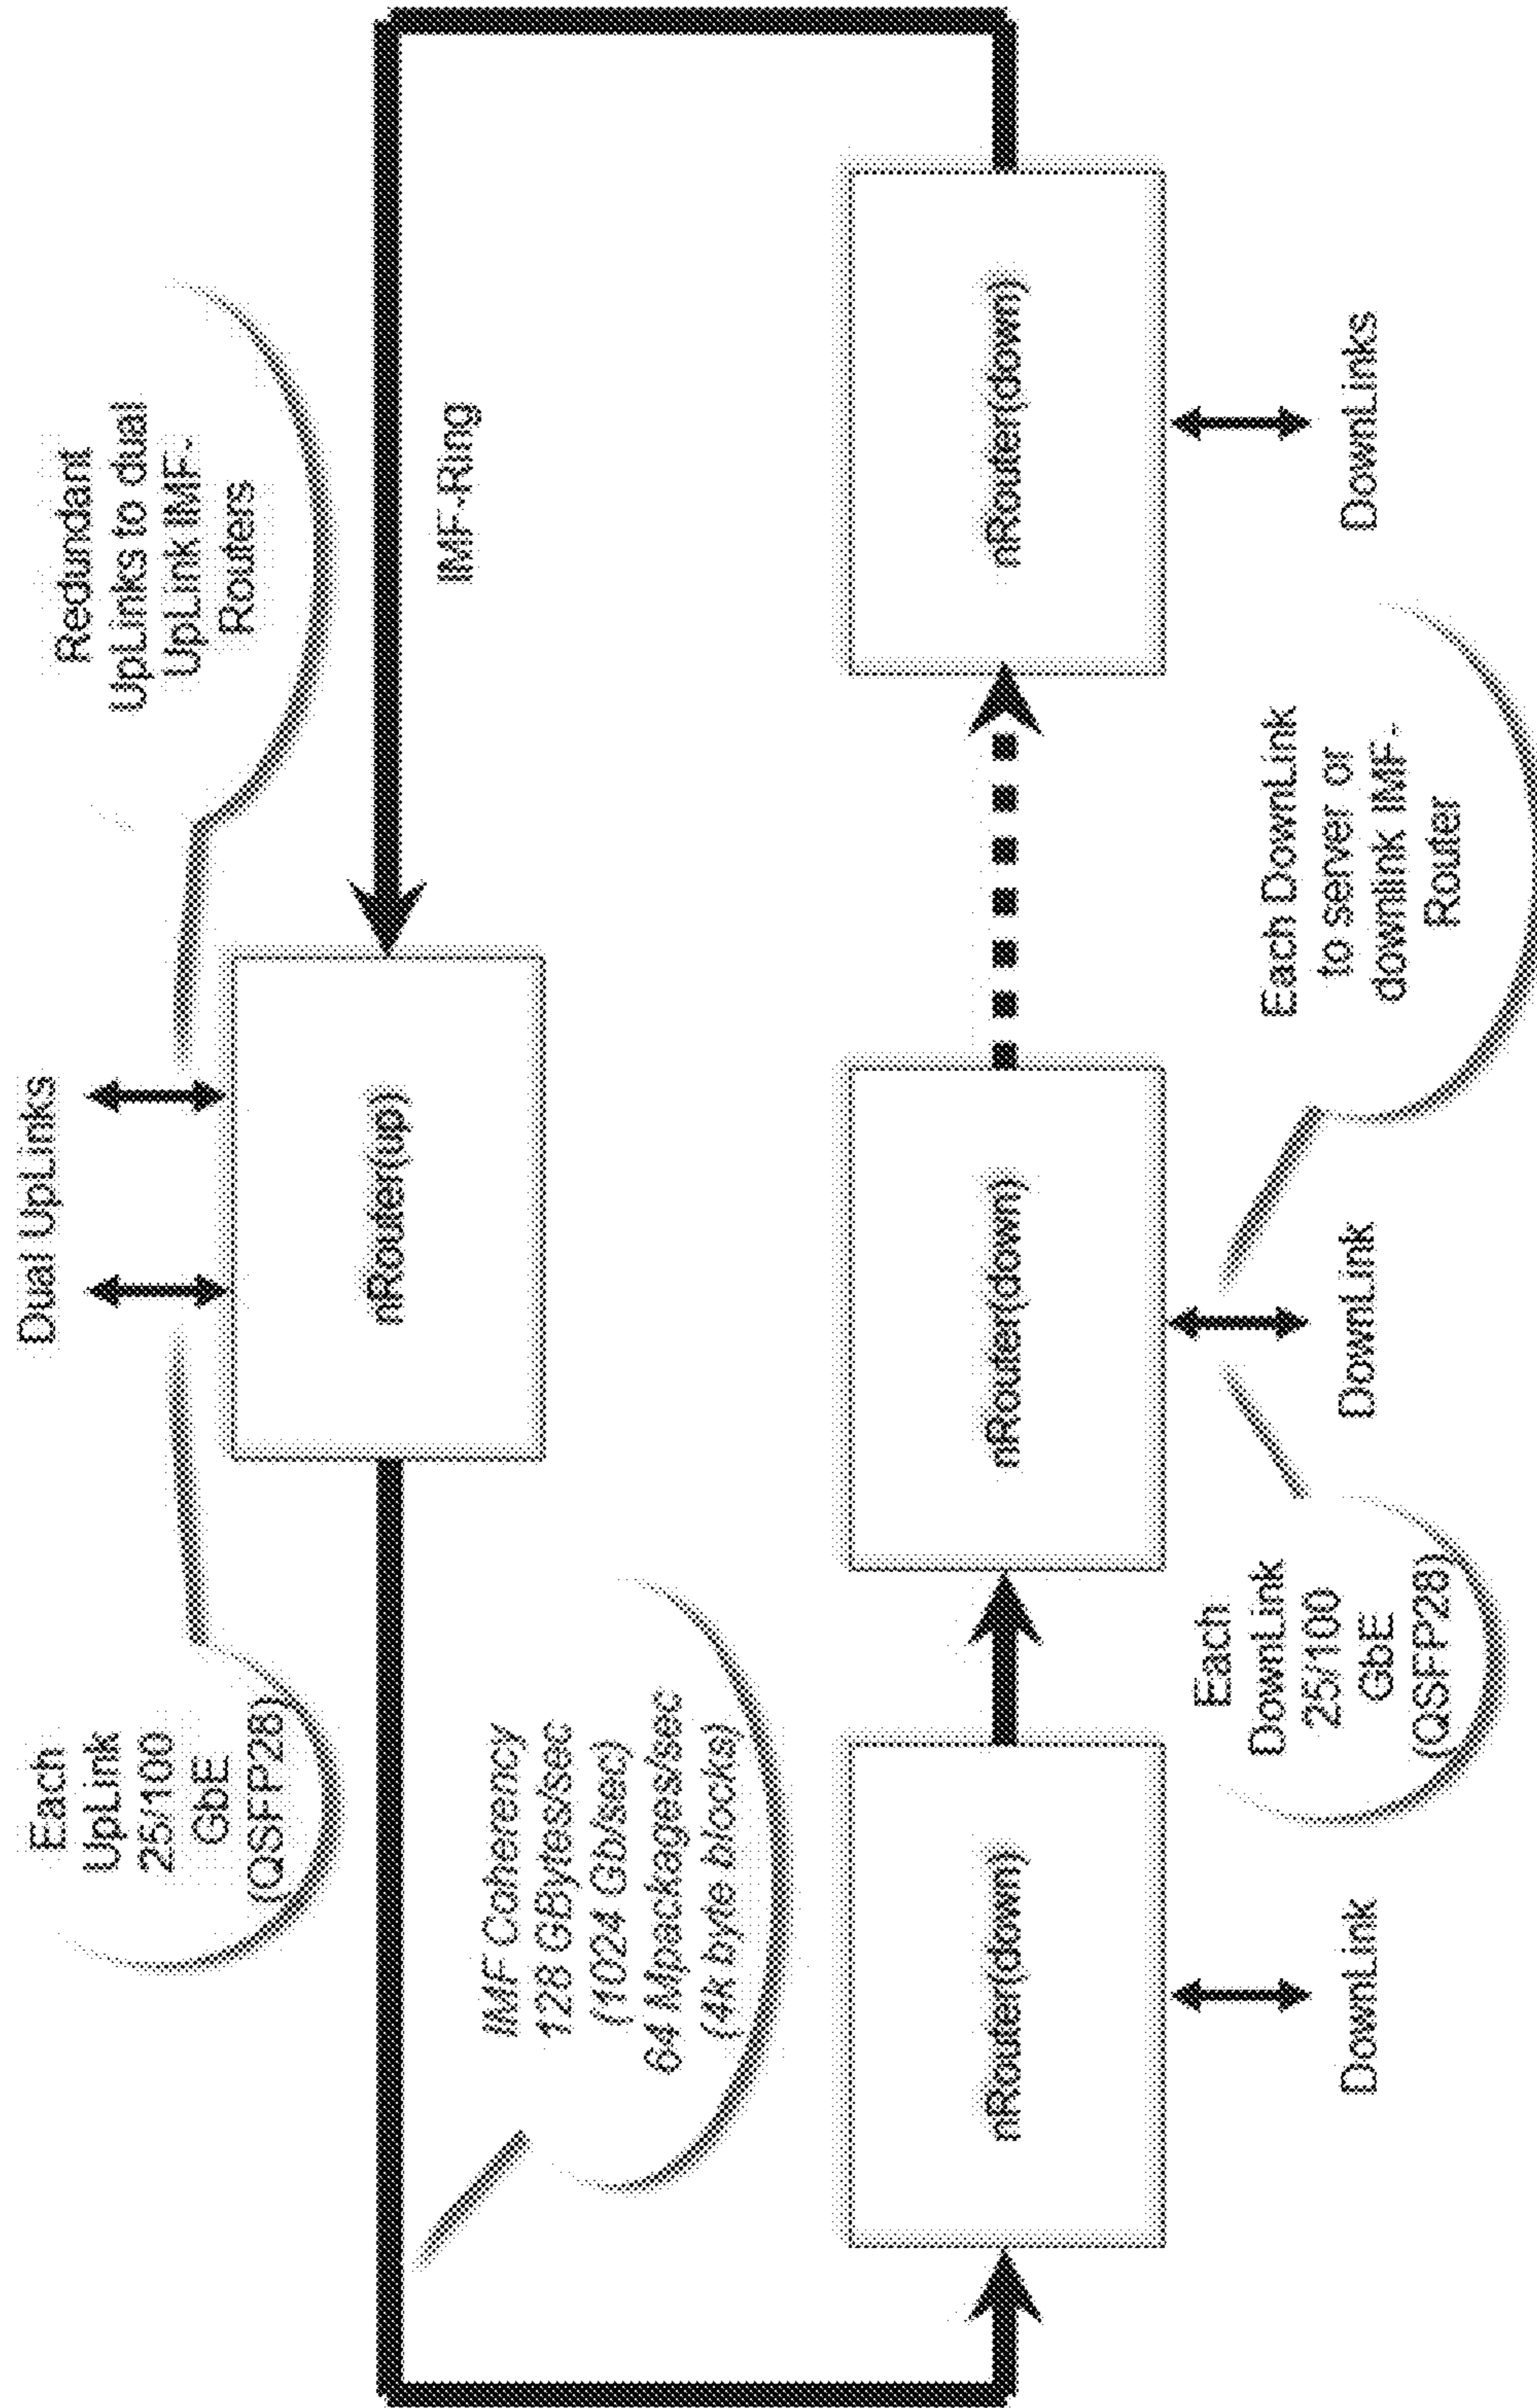 Dual UpLinks
Each
UpLink
25/100
GbE
(QSFP28)
Redundant
UpLinks to dual
UpLink IMF-
Routers
nRouter(up)
IMF-Ring
IMF Coherency
128 GBytes/sec
(1024 Gb/sec)
64 Mpackages/sec
(4k byte blocks)
nRouter(down)
nRouter(down)
nRouter(down)
Each
DownLink
25/100
GbE
(QSFP28)
Each DownLink
to server or
downlink IMF-
Router
DownLink
DownLink
DownLinks